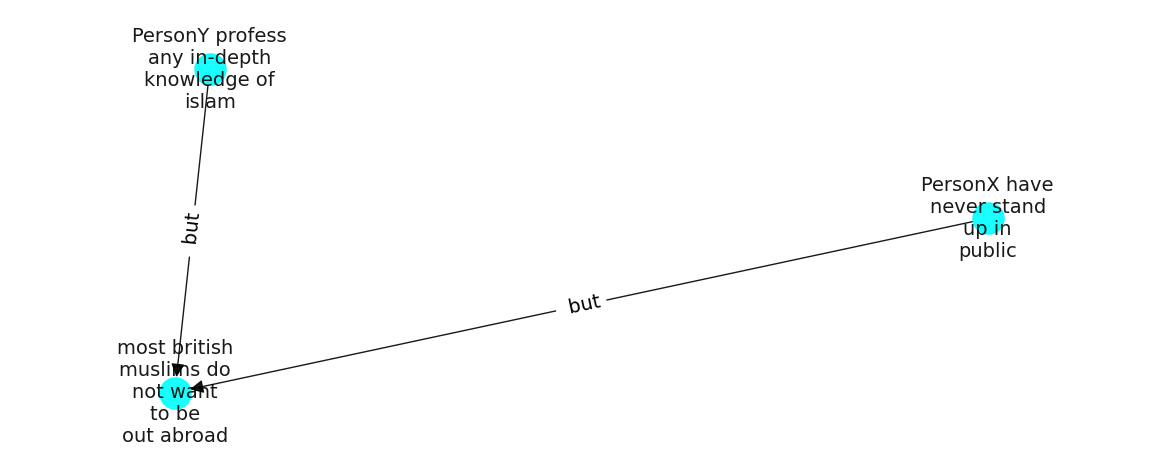 PersonY profess
any in-depth
knowledge of
islam
PersonX have
never stand
up in
public
but
but
most british
muslims do
not want
to be
out abroad